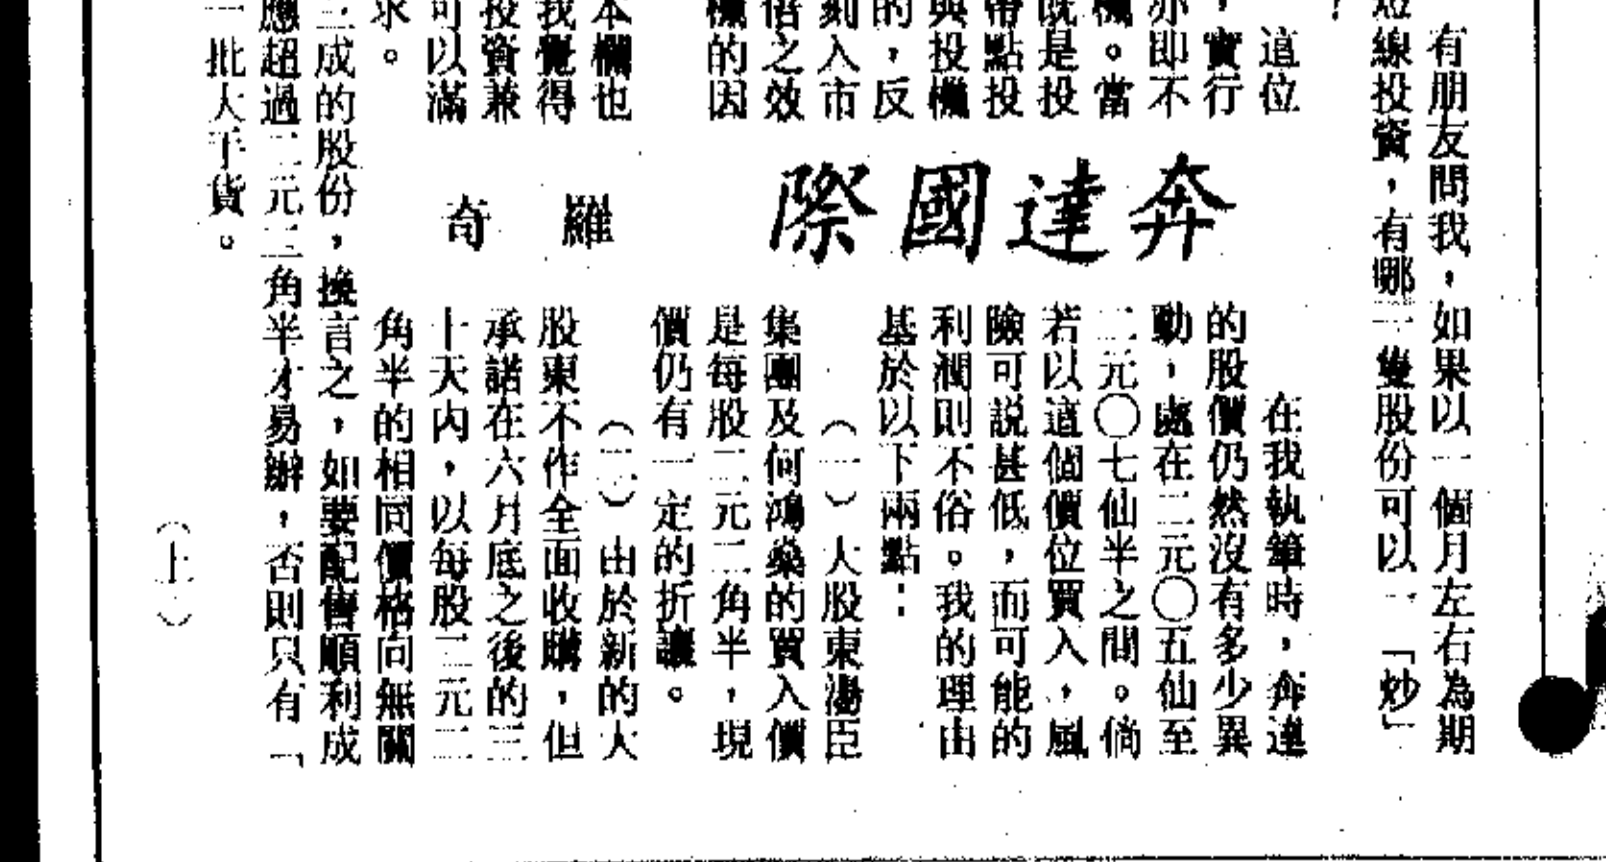 有朋友問我，如果以一個月左右為期
短線投資，有哪一隻股份可以一「炒」
？
這位
，實行
亦即不
機。當
既是投
帶點投
與投機
的，反
刻入市
倍之效
機的因
本欄也
我覺得
投資兼
可以滿
求。
奔達國際
羅奇
在我執筆時，奔達
的股價仍然沒有多少異
動，處在二元〇五仙至
二元〇七仙半之間。倘
若以這個價位買入，風
險可説甚低，而可能的
利潤則不俗。我的理由
基於以下兩點：
（一）大股東湯臣
集團及何鴻燊的買入價
是每股二元二角半，現
價仍有一定的折讓。
（二）由於新的大
股東不作全面收購，但
承諾在六月底之後的三
十天內，以每股二元二
角半的相同價格向無關
三成的股份，換言之，如要配售順利成
應超過二元二角半才易辦，否則只有「
一批大平貨。
（上）